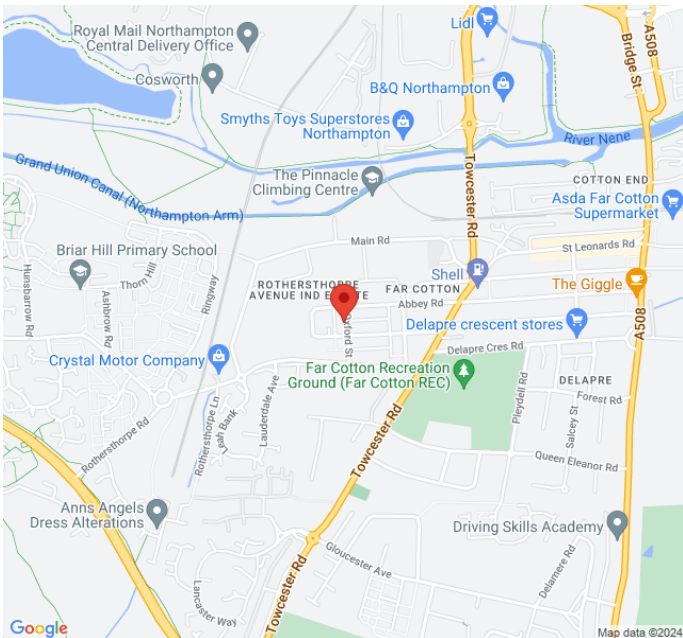 Royal Mail Northampton
Central Delivery Office
Lidl
A508
Bridge St
Cosworth
B&Q Northampton
Smyths Toys Superstores
Northampton
River Nene
Towcester Rd
Grand Union Canal (Northampton Arm)
The Pinnacle
Climbing Centre
COTTON END
Asda Far Cotton
Supermarket
Main Rd
St Leonards Rd
Briar Hill Primary School
Thorn Hill
Hunsbarrow Rd
Ashbrow Rd
Ringway
Shell
ROTHERSTHORPE
AVENUE IND ESTATE
FAR COTTON
The Giggle
Abbey Rd
A508
Oxford St
Delapre crescent stores
Delapre Cres Rd
Crystal Motor Company
Far Cotton Recreation
Ground (Far Cotton REC)
DELAPRE
Pleydell Rd
Forest Rd
Lauderdale Ave
Leah Bank
Rothersthorpe Ln
Rothersthorpe Rd
Towcester Rd
Salcey St
Queen Eleanor Rd
Anns Angels
Dress Alterations
Driving Skills Academy
Gloucester Ave
Delamere Rd
Lancaster Way
Towcester Rd
Google
Map data ©2024